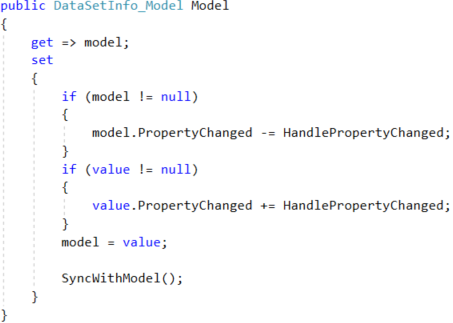 public DataSetInfo_Model Model
{
    get => model;
    set
    {
        if (model != null)
        {
            model.PropertyChanged -= HandlePropertyChanged;
        }
        if (value != null)
        {
            value.PropertyChanged += HandlePropertyChanged;
        }
        model = value;

        SyncWithModel();
    }
}